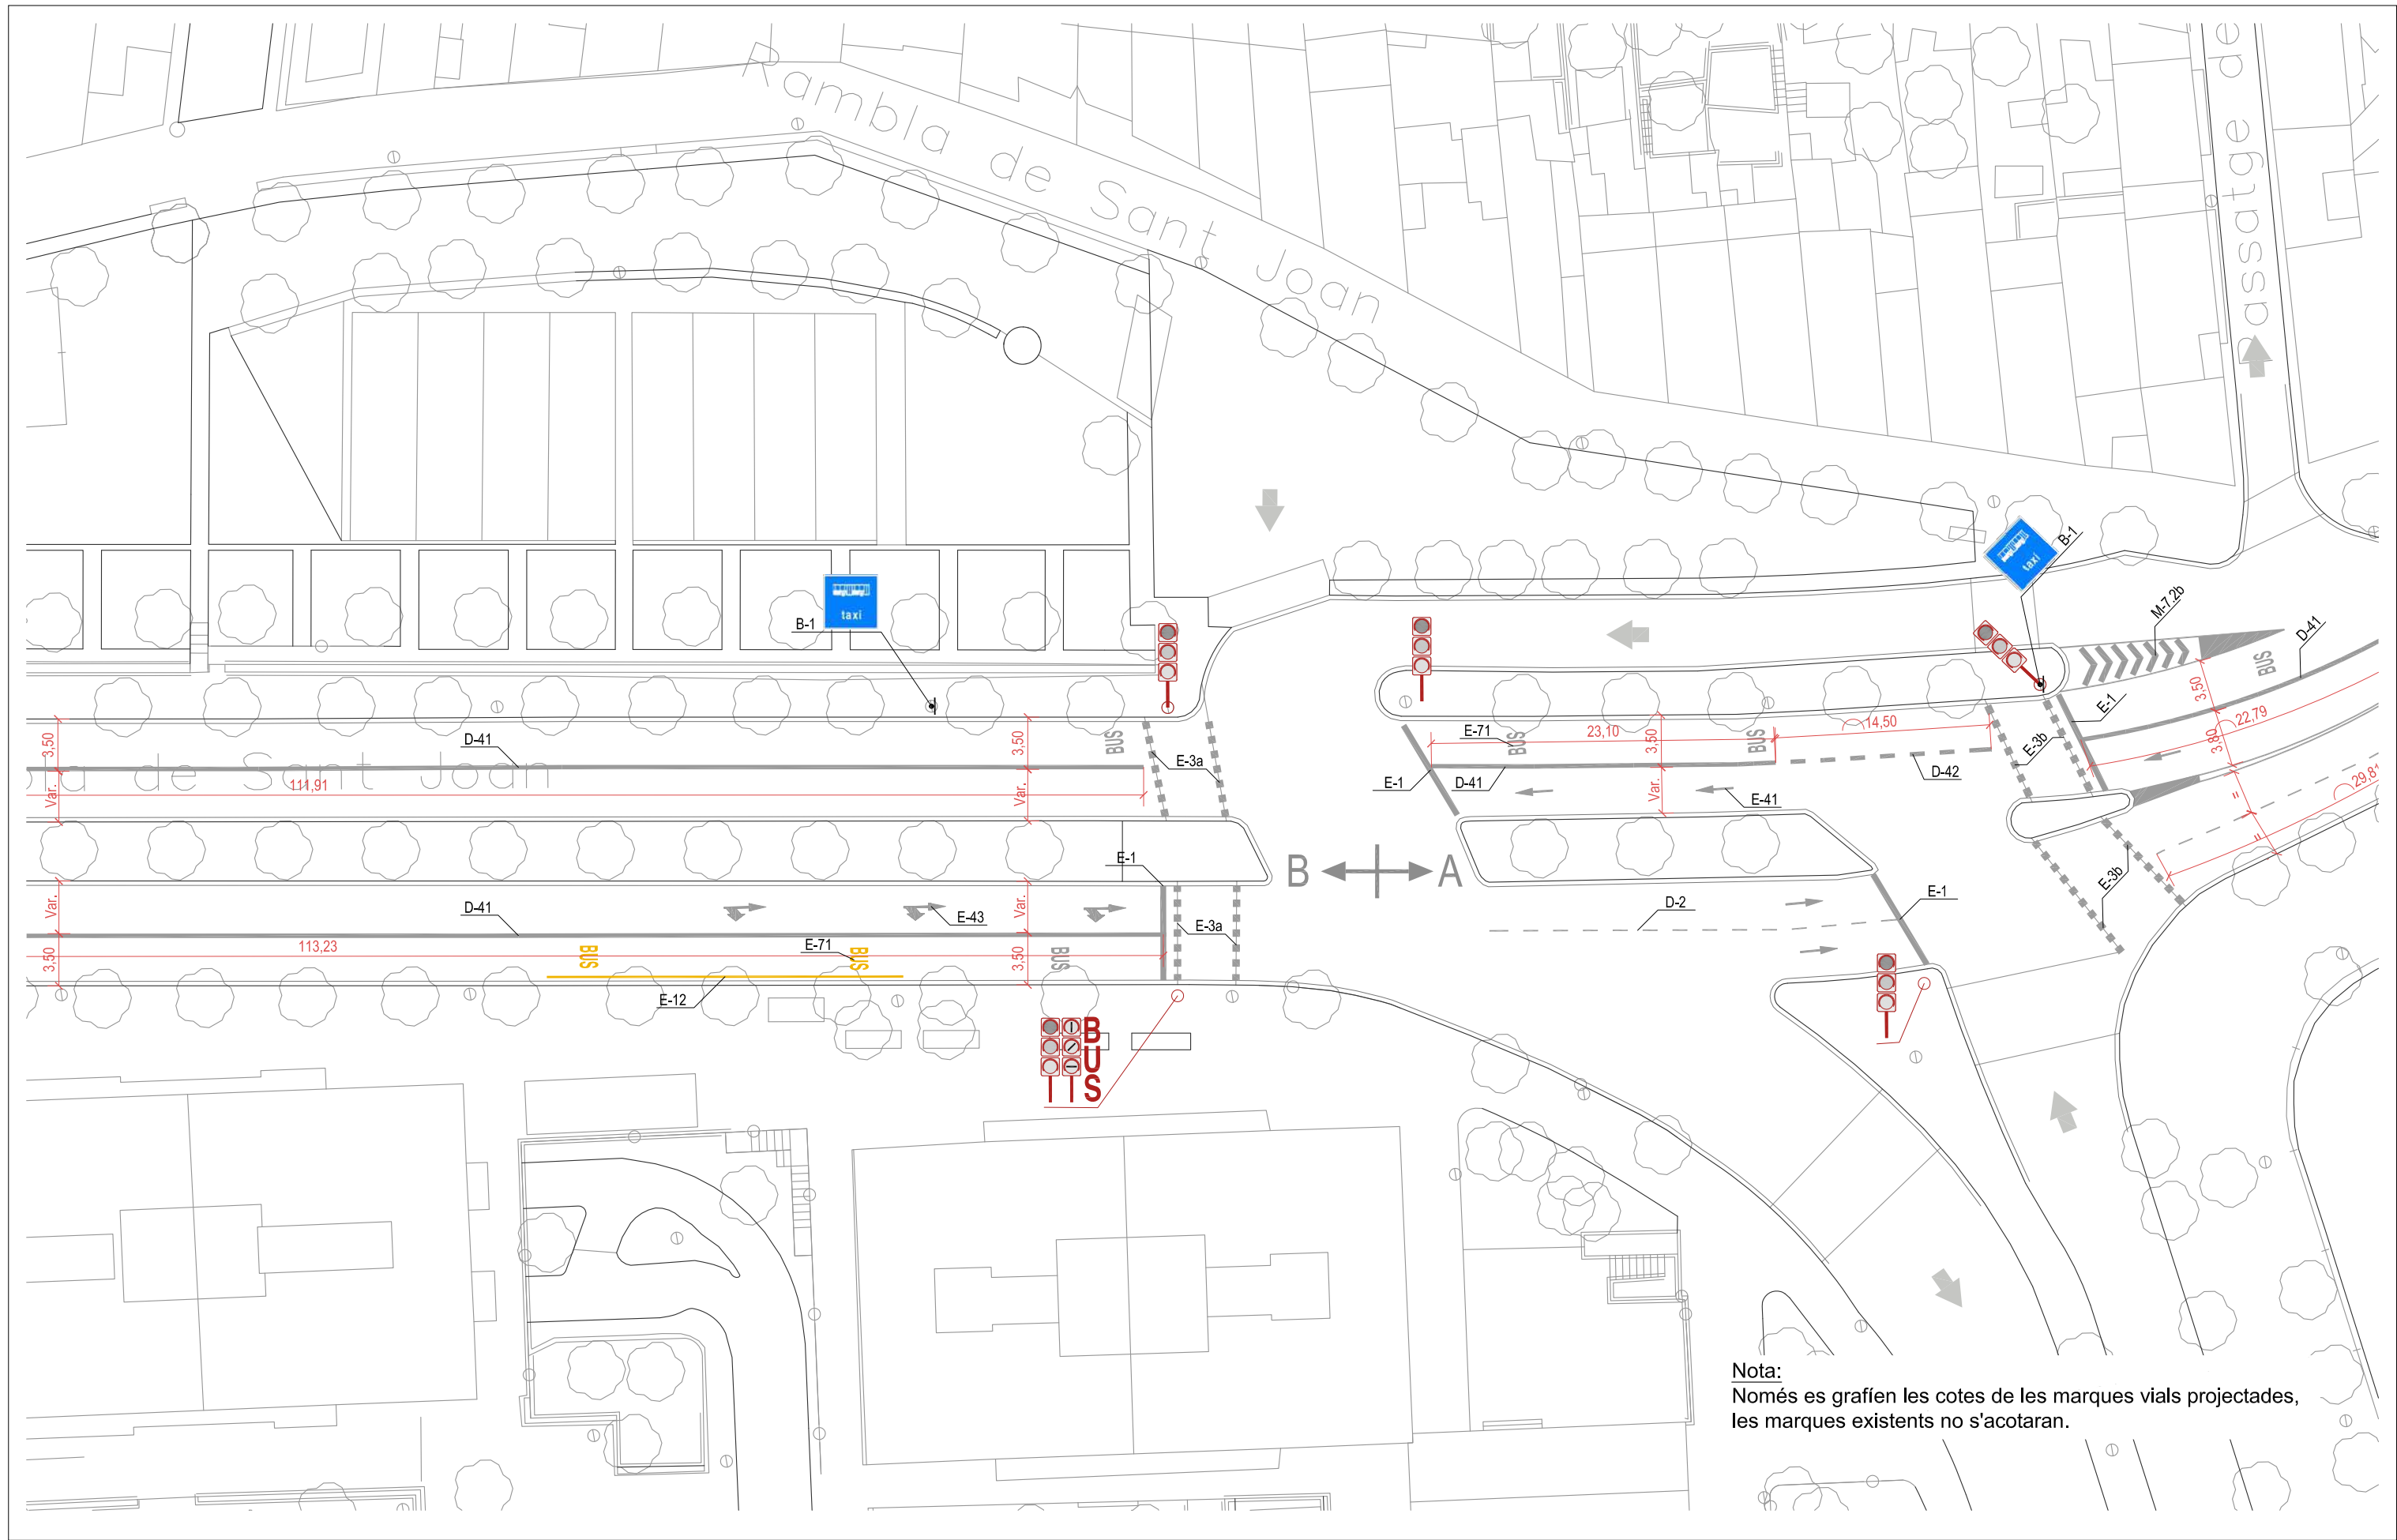 Rambla de Sant Joan
Passatge de
taxi
B-1
taxi
B-1
M-7.2b
D-41
BUS
3,50
E-1
22,79
3,80
E-3b
29,81
=
=
E-3b
3,50
D-41
de Sant Joan
111,91
Var.
3,50
Var.
BUS
E-3a
E-71
BUS
23,10
3,50
BUS
14,50
E-1
D-41
Var.
D-42
E-41
E-1
B
A
Var.
D-41
E-43
Var.
E-3a
D-2
E-1
3,50
113,23
BUS
E-71
BUS
3,50
BUS
E-12
BUS
Nota:
Només es grafíen les cotes de les marques vials projectades,
les marques existents no s'acotaran.